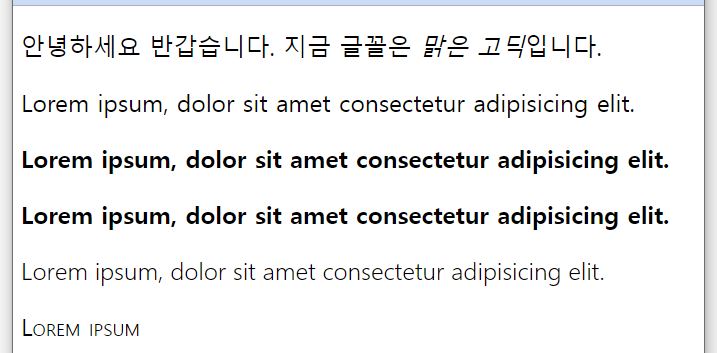 안녕하세요 반갑습니다. 지금 글꼴은 맑은 고딕입니다.
Lorem ipsum, dolor sit amet consectetur adipisicing elit.
Lorem ipsum, dolor sit amet consectetur adipisicing elit.
Lorem ipsum, dolor sit amet consectetur adipisicing elit.
Lorem ipsum, dolor sit amet consectetur adipisicing elit.
Lorem ipsum